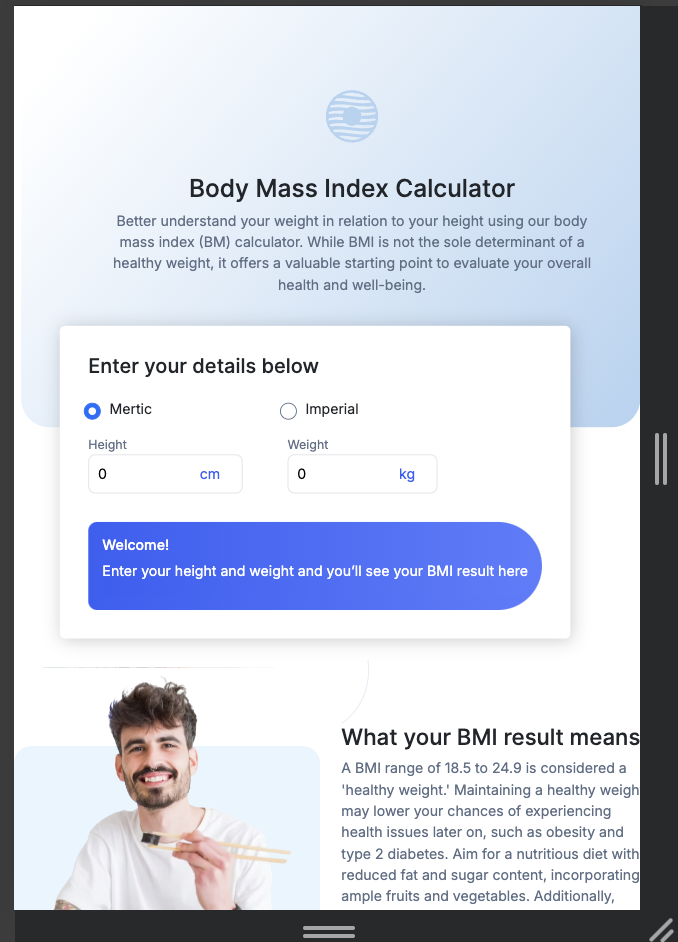 Body Mass Index Calculator
Better understand your weight in relation to your height using our body
mass index (BM) calculator. While BMI is not the sole determinant of a
healthy weight, it offers a valuable starting point to evaluate your overall
health and well-being.
Enter your details below
Mertic
Imperial
Height
Weight
0 cm
0 kg
Welcome!
Enter your height and weight and you’ll see your BMI result here
What your BMI result means
A BMI range of 18.5 to 24.9 is considered a
'healthy weight.' Maintaining a healthy weigh
may lower your chances of experiencing
health issues later on, such as obesity and
type 2 diabetes. Aim for a nutritious diet with
reduced fat and sugar content, incorporating
ample fruits and vegetables. Additionally,